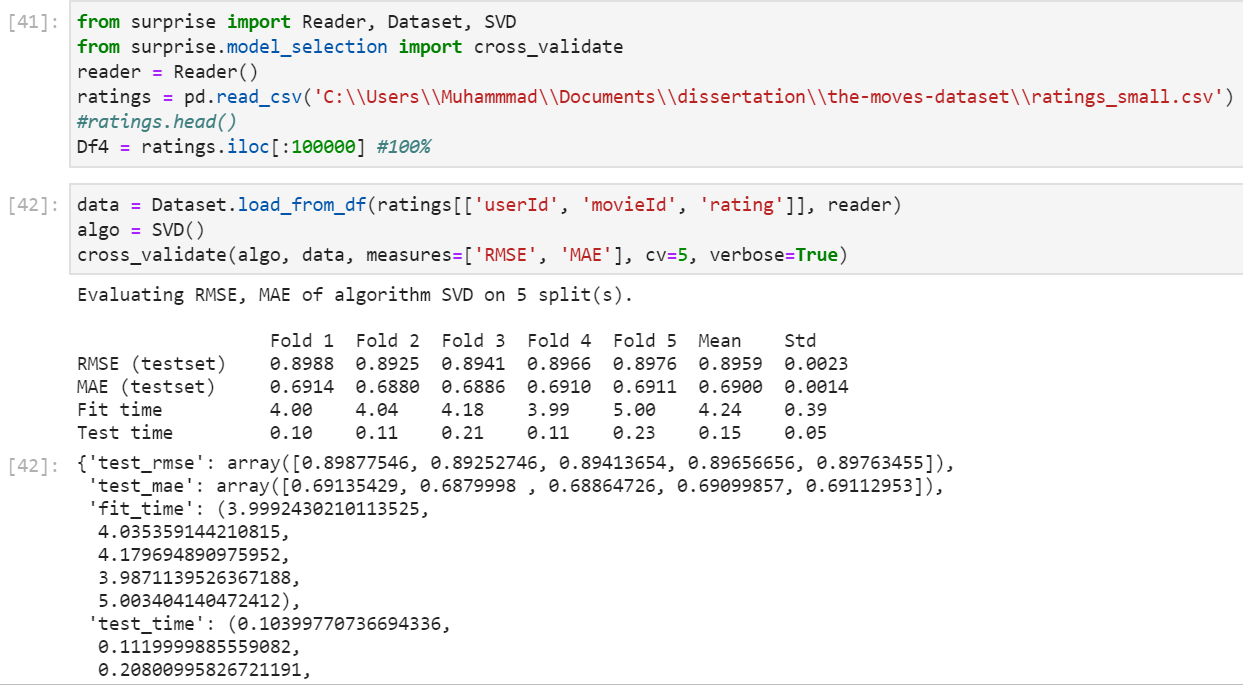 [41]: from surprise import Reader, Dataset, SVD
from surprise.model_selection import cross_validate
reader = Reader()
ratings = pd.read_csv('C:\\Users\\Muhammmad\\Documents\\dissertation\\the-moves-dataset\\ratings_small.csv')
#ratings.head()
Df4 = ratings.iloc[:100000] #100%
[42]: data = Dataset.load_from_df(ratings[['userId', 'movieId', 'rating']], reader)
algo = SVD()
cross_validate(algo, data, measures=['RMSE', 'MAE'], cv=5, verbose=True)
Evaluating RMSE, MAE of algorithm SVD on 5 split(s).
Fold 1 Fold 2 Fold 3 Fold 4 Fold 5 Mean Std
RMSE (testset) 0.8988 0.8925 0.8941 0.8966 0.8976 0.8959 0.0023
MAE (testset) 0.6914 0.6880 0.6886 0.6910 0.6911 0.6900 0.0014
Fit time 4.00 4.04 4.18 3.99 5.00 4.24 0.39
Test time 0.10 0.11 0.21 0.11 0.23 0.15 0.05
[42]: {'test_rmse': array([0.89877546, 0.89252746, 0.89413654, 0.89656656, 0.89763455]),
'test_mae': array([0.69135429, 0.6879998 , 0.68864726, 0.69099857, 0.69112953]),
'fit_time': (3.9992430210113525,
4.035359144210815,
4.179694890975952,
3.9871139526367188,
5.003404140472412),
'test_time': (0.10399770736694336,
0.1119999885559082,
0.20800995826721191,